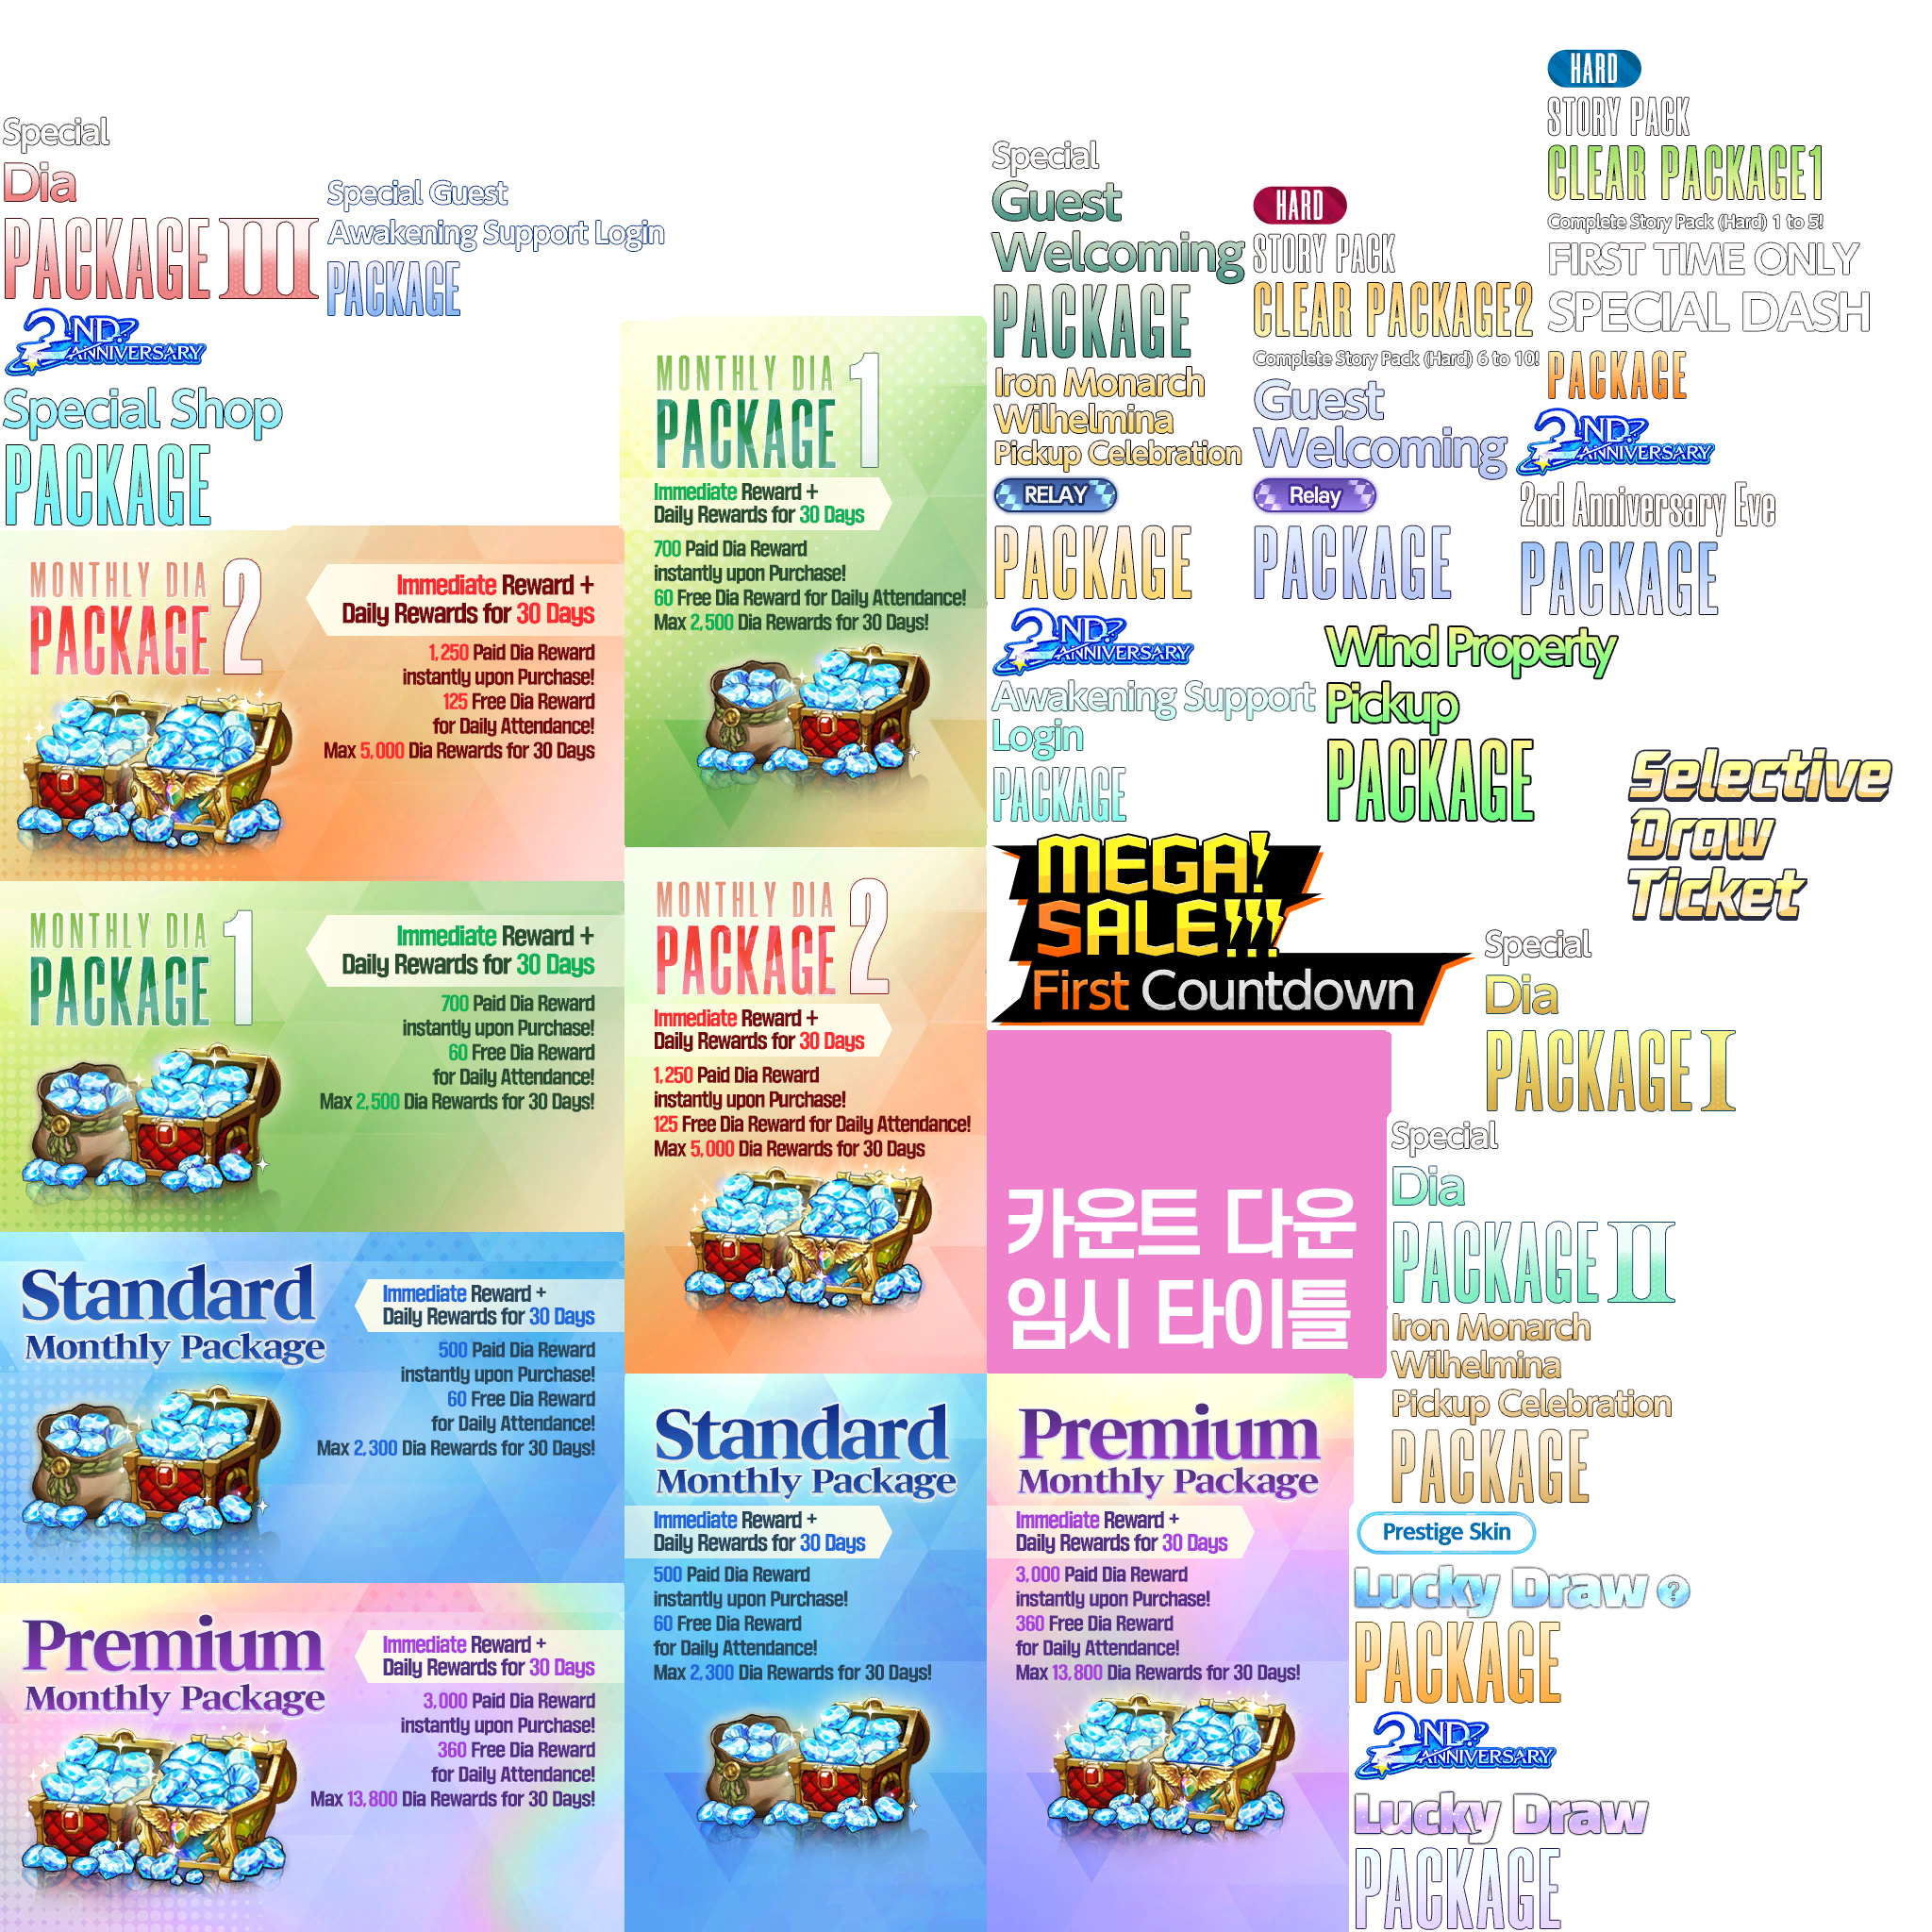 Special
Dia
PACKAGE III
2ND!
ANNIVERSARY
Special Shop
PACKAGE
Special Guest
Awakening Support Login
PACKAGE
MONTHLY DIA
PACKAGE 2
Immediate Reward +
Daily Rewards for 30 Days
1,250 Paid Dia Reward
instantly upon Purchase!
125 Free Dia Reward
for Daily Attendance!
Max 5,000 Dia Rewards for 30 Days
MONTHLY DIA
PACKAGE 1
Immediate Reward +
Daily Rewards for 30 Days
700 Paid Dia Reward
instantly upon Purchase!
60 Free Dia Reward
for Daily Attendance!
Max 2,500 Dia Rewards for 30 Days!
Standard
Monthly Package
Immediate Reward +
Daily Rewards for 30 Days
500 Paid Dia Reward
instantly upon Purchase!
60 Free Dia Reward
for Daily Attendance!
Max 2,300 Dia Rewards for 30 Days!
Premium
Monthly Package
Immediate Reward +
Daily Rewards for 30 Days
3,000 Paid Dia Reward
instantly upon Purchase!
360 Free Dia Reward
for Daily Attendance!
Max 13,800 Dia Rewards for 30 Days!
MONTHLY DIA
PACKAGE 1
Immediate Reward +
Daily Rewards for 30 Days
700 Paid Dia Reward
instantly upon Purchase!
60 Free Dia Reward for Daily Attendance!
Max 2,500 Dia Rewards for 30 Days!
MONTHLY DIA
PACKAGE 2
Immediate Reward +
Daily Rewards for 30 Days
1,250 Paid Dia Reward
instantly upon Purchase!
125 Free Dia Reward for Daily Attendance!
Max 5,000 Dia Rewards for 30 Days
Standard
Monthly Package
Immediate Reward +
Daily Rewards for 30 Days
500 Paid Dia Reward
instantly upon Purchase!
60 Free Dia Reward
for Daily Attendance!
Max 2,300 Dia Rewards for 30 Days!
Special
Guest
Welcoming
PACKAGE
Iron Monarch
Wilhelmina
Pickup Celebration
RELAY
PACKAGE
2ND!
ANNIVERSARY
Awakening Support
Login
PACKAGE
HARD
STORY PACK
CLEAR PACKAGE2
Complete Story Pack (Hard) 6 to 10!
Guest
Welcoming
Relay
PACKAGE
HARD
STORY PACK
CLEAR PACKAGE1
Complete Story Pack (Hard) 1 to 5!
FIRST TIME ONLY
SPECIAL DASH
PACKAGE
2ND!
ANNIVERSARY
2nd Anniversary Eve
PACKAGE
Wind Property
Pickup
PACKAGE
Selective
Draw
Ticket
MEGA!
SALE!!!
First Countdown
카운트 다운
임시 타이틀
Special
Dia
PACKAGE I
Special
Dia
PACKAGE II
Iron Monarch
Wilhelmina
Pickup Celebration
PACKAGE
Premium
Monthly Package
Immediate Reward +
Daily Rewards for 30 Days
3,000 Paid Dia Reward
instantly upon Purchase!
360 Free Dia Reward
for Daily Attendance!
Max 13,800 Dia Rewards for 30 Days!
Prestige Skin
Lucky Draw ?
PACKAGE
2ND!
ANNIVERSARY
Lucky Draw
PACKAGE